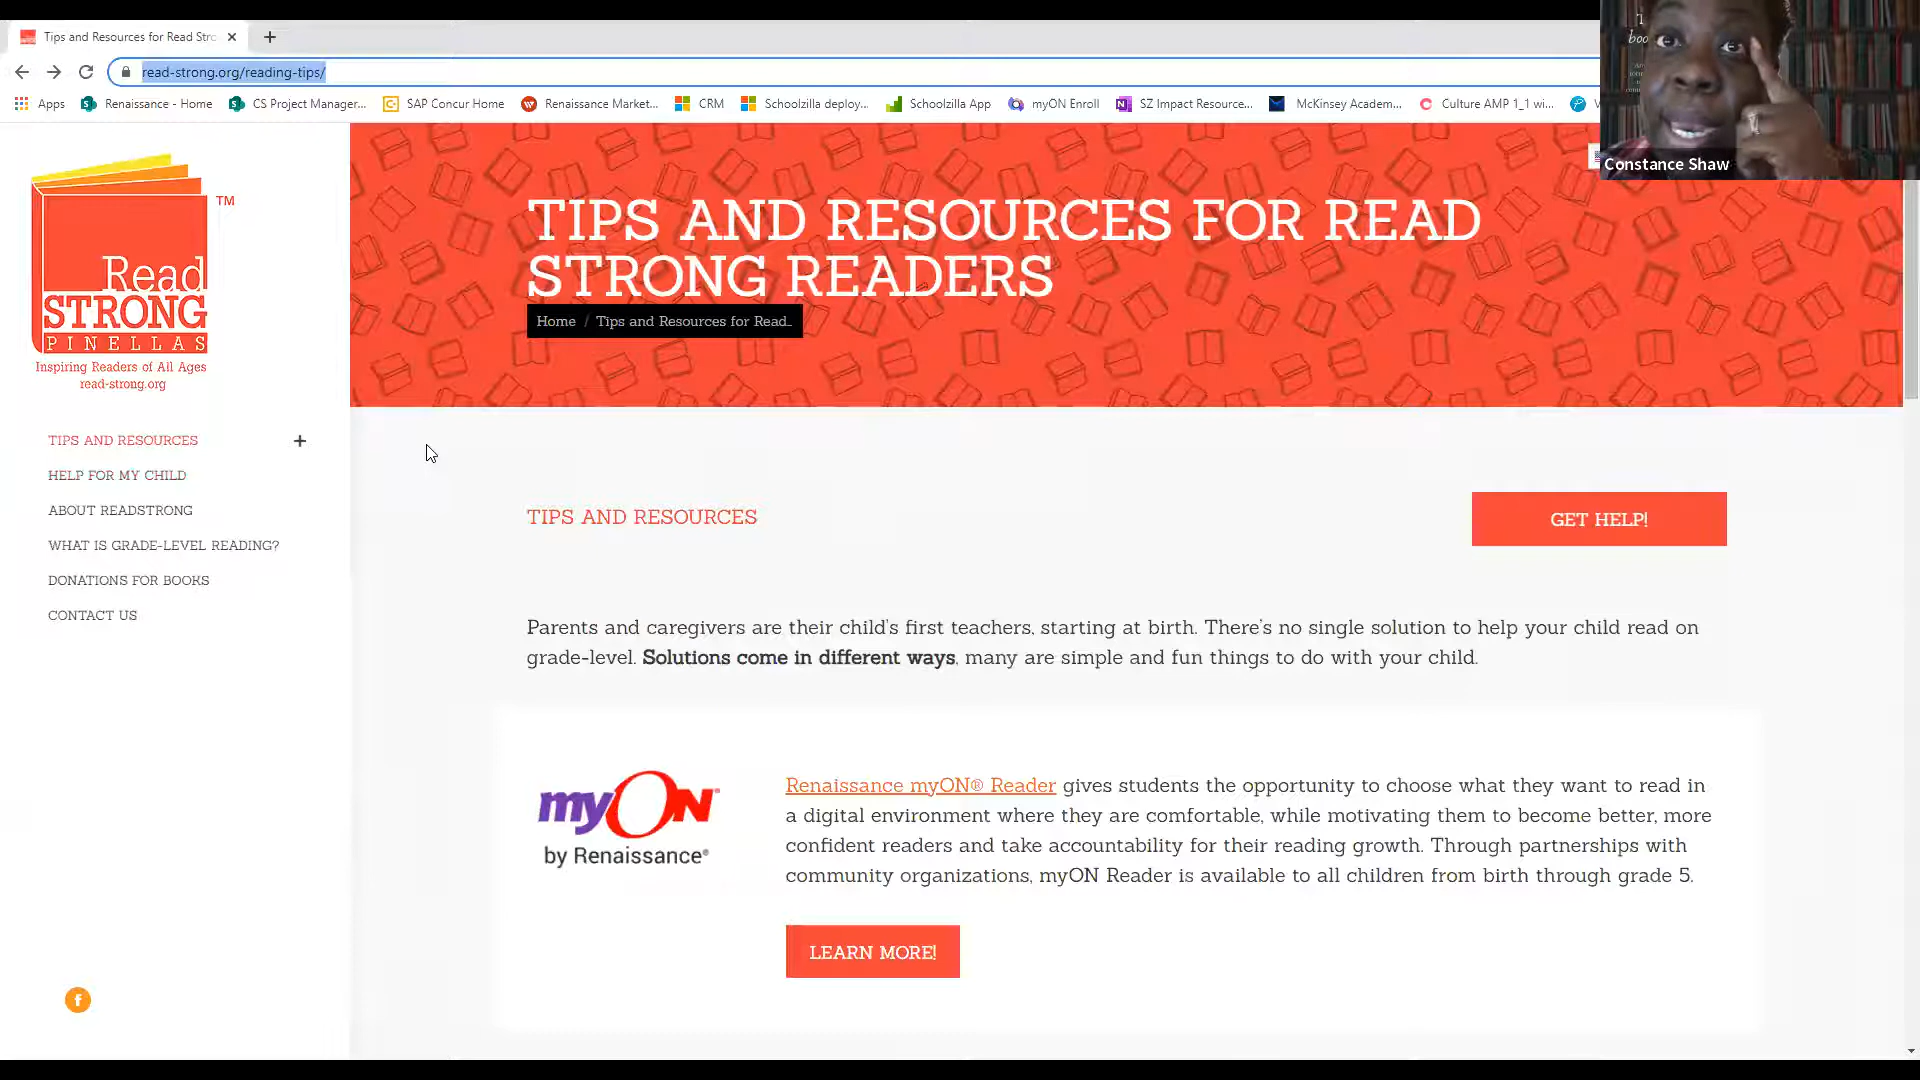 Tips and Resources for Read Stro
read-strong.org/reading-tips/
Apps
Renaissance - Home
CS Project Manager...
SAP Concur Home
Renaissance Market...
CRM
Schoolzilla deploy...
Schoolzilla App
myON Enroll
SZ Impact Resource...
McKinsey Academ...
Culture AMP 1_1 wi...
Constance Shaw
TM
Read
STRONG
PINELLAS
Inspiring Readers of All Ages
read-strong.org
TIPS AND RESOURCES
HELP FOR MY CHILD
ABOUT READSTRONG
WHAT IS GRADE-LEVEL READING?
DONATIONS FOR BOOKS
CONTACT US
f
TIPS AND RESOURCES FOR READ
STRONG READERS
Home / Tips and Resources for Read...
TIPS AND RESOURCES
GET HELP!
Parents and caregivers are their child's first teachers, starting at birth. There's no single solution to help your child read on
grade-level. Solutions come in different ways, many are simple and fun things to do with your child.
myON®
by Renaissance®
Renaissance myON® Reader gives students the opportunity to choose what they want to read in
a digital environment where they are comfortable, while motivating them to become better, more
confident readers and take accountability for their reading growth. Through partnerships with
community organizations, myON Reader is available to all children from birth through grade 5.
LEARN MORE!